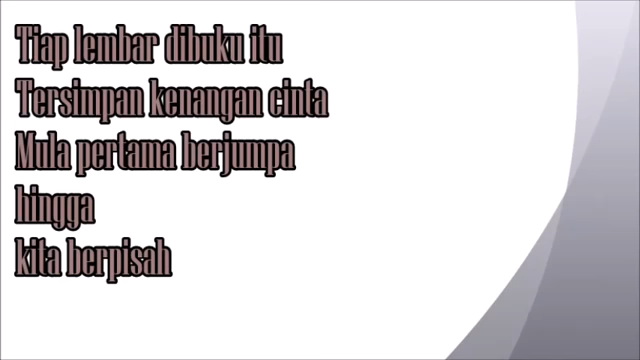 Tiap lembar dibuku itu
Tersimpan kenangan cinta
Mula pertama berjumpa
hingga
kita berpisah